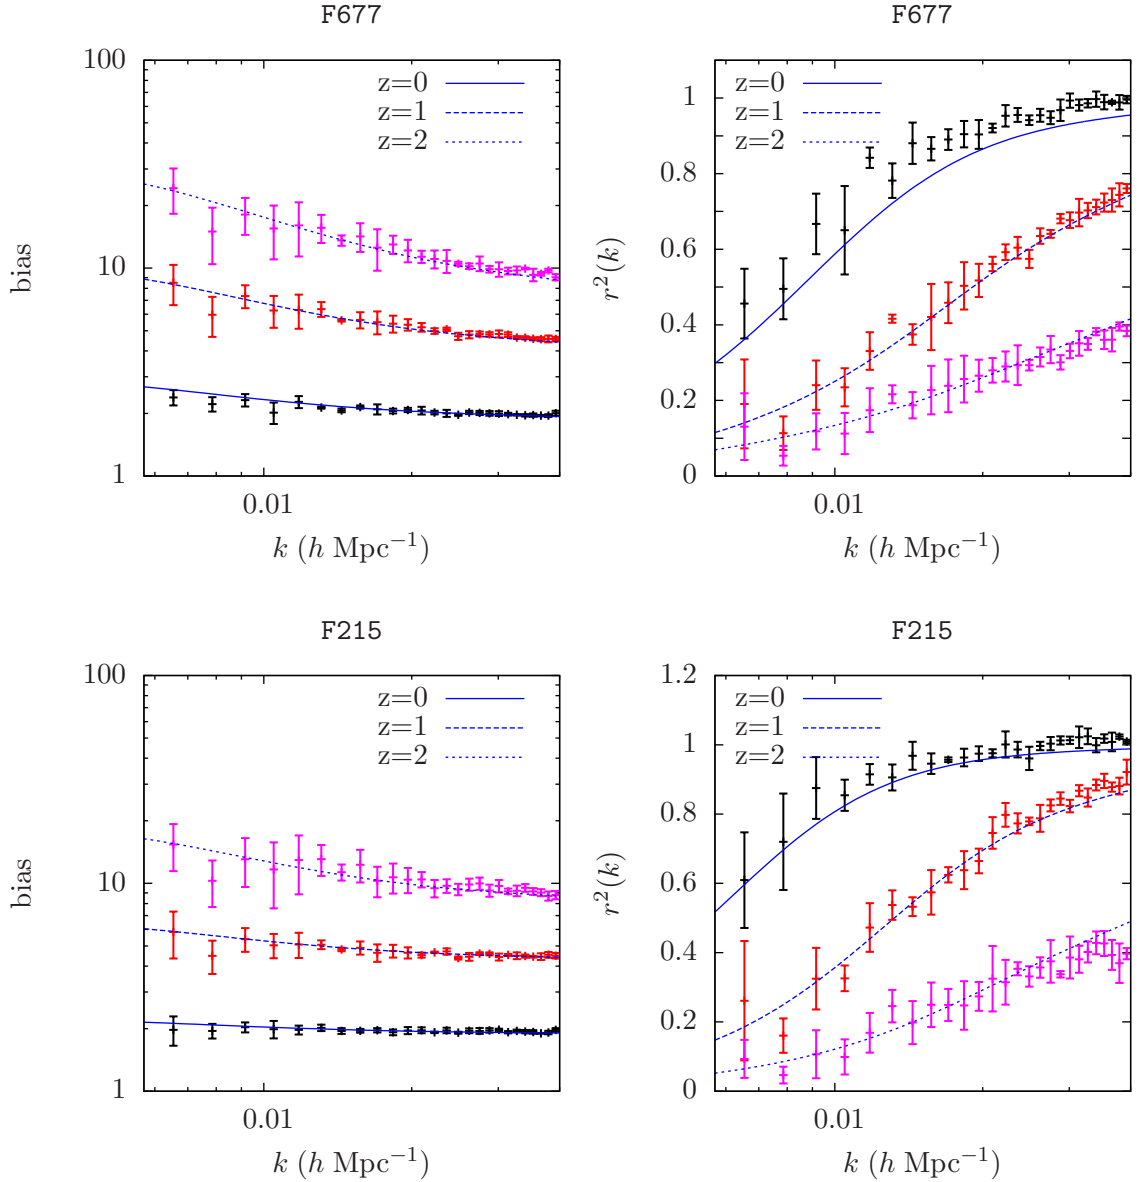 F677
100
10
1
bias
z=0
z=1
z=2
0.01
k (h Mpc⁻¹)
F677
1
0.8
0.6
0.4
0.2
0
r²(k)
z=0
z=1
z=2
0.01
k (h Mpc⁻¹)
F215
100
10
1
bias
z=0
z=1
z=2
0.01
k (h Mpc⁻¹)
F215
1.2
1
0.8
0.6
0.4
0.2
0
r²(k)
z=0
z=1
z=2
0.01
k (h Mpc⁻¹)